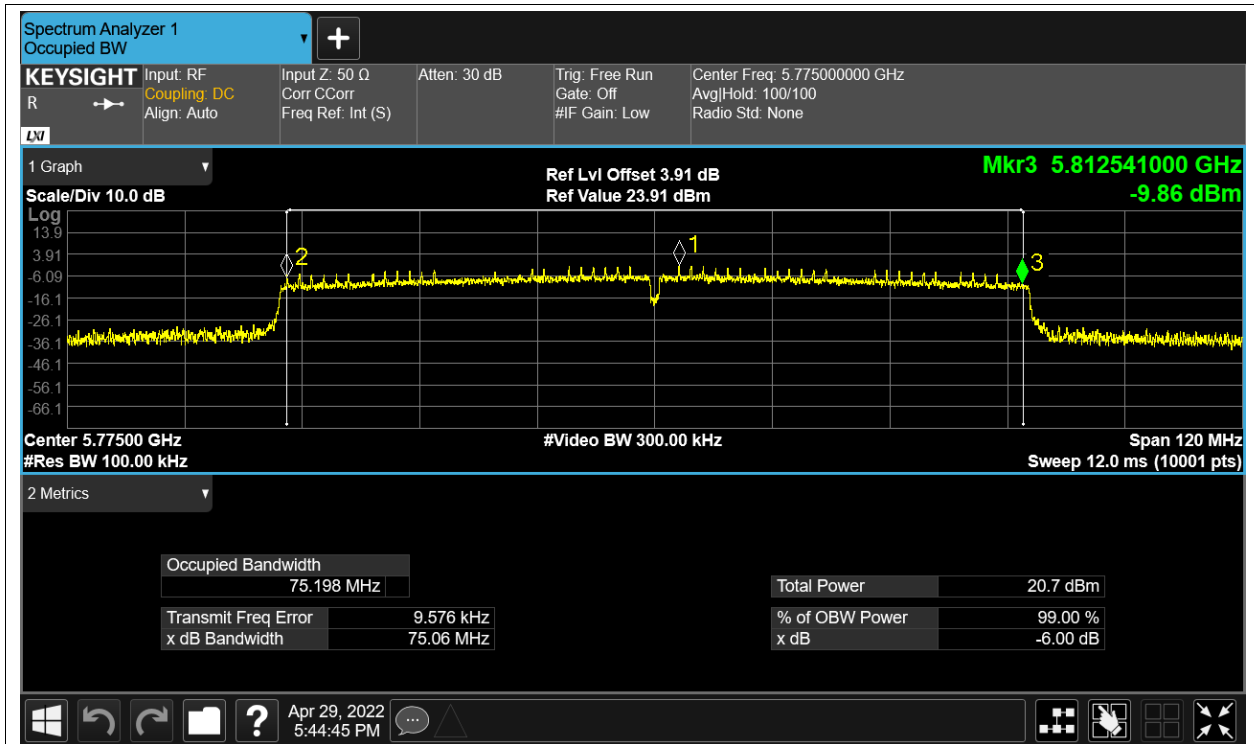 Spectrum Analyzer 1
Occupied BW
KEYSIGHT
R
LXI
Input: RF
Coupling: DC
Align: Auto
Input Z: 50 Ω
Corr CCorr
Freq Ref: Int (S)
Atten: 30 dB
Trig: Free Run
Gate: Off
#IF Gain: Low
Center Freq: 5.775000000 GHz
Avg|Hold: 100/100
Radio Std: None
1 Graph
Scale/Div 10.0 dB
Ref Lvl Offset 3.91 dB
Ref Value 23.91 dBm
Mkr3 5.812541000 GHz
-9.86 dBm
Log
13.9
3.91
-6.09
-16.1
-26.1
-36.1
-46.1
-56.1
-66.1
2
1
3
Center 5.77500 GHz
#Res BW 100.00 kHz
#Video BW 300.00 kHz
Span 120 MHz
Sweep 12.0 ms (10001 pts)
2 Metrics
Occupied Bandwidth
75.198 MHz
Transmit Freq Error 9.576 kHz
x dB Bandwidth 75.06 MHz
Total Power 20.7 dBm
% of OBW Power 99.00 %
x dB -6.00 dB
?
Apr 29, 2022
5:44:45 PM